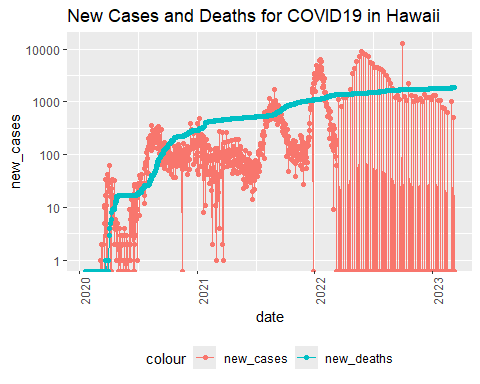 New Cases and Deaths for COVID19 in Hawaii
new_cases
10000
1000
100
10
1
2020
2021
2022
2023
date
colour
new_cases
new_deaths